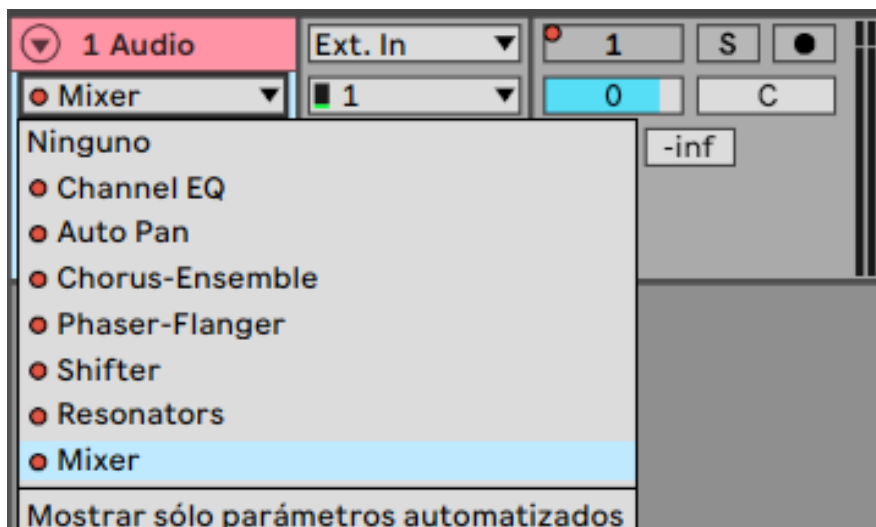 1 Audio Ext. In 1 S
Mixer 1 0 C
Ninguno -inf
Channel EQ
Auto Pan
Chorus-Ensemble
Phaser-Flanger
Shifter
Resonators
Mixer
Mostrar sólo parámetros automatizados